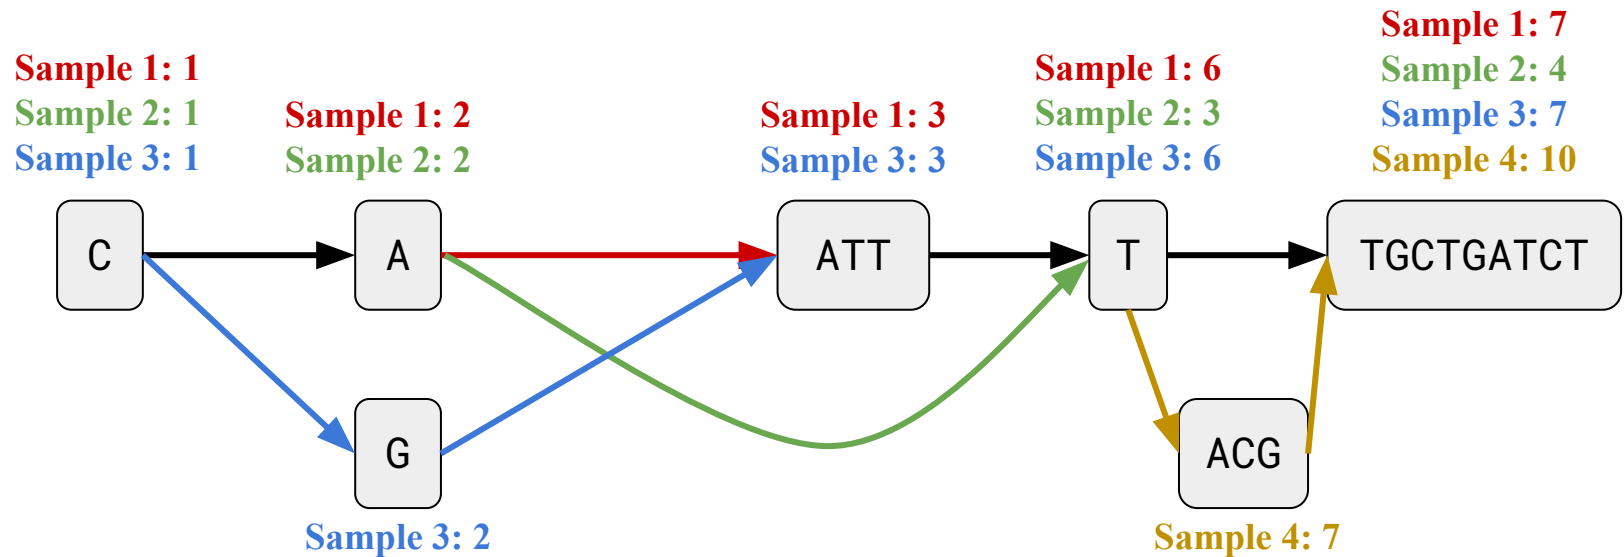 Sample 1: 1
Sample 2: 1
Sample 3: 1
Sample 1: 2
Sample 2: 2
Sample 1: 3
Sample 3: 3
Sample 1: 6
Sample 2: 3
Sample 3: 6
Sample 1: 7
Sample 2: 4
Sample 3: 7
Sample 4: 10
C
A
ATT
T
TGCTGATCT
G
ACG
Sample 3: 2
Sample 4: 7